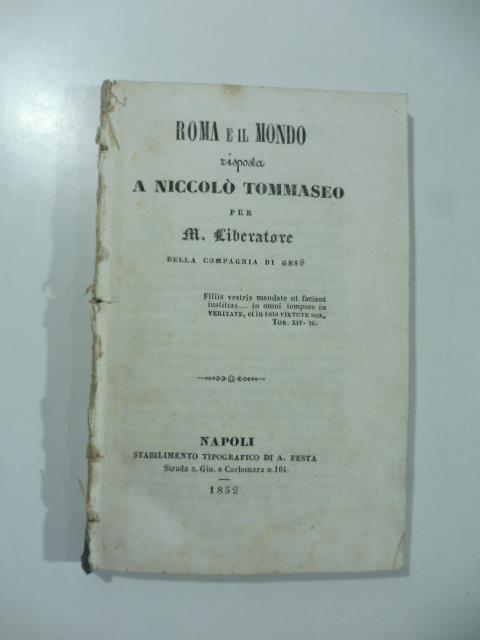 ROMA E IL MONDO
risposta
A NICCOLÒ TOMMASEO
PER
M. Liberatore
DELLA COMPAGNIA DI GESÙ
Filiis vestris mandate ut faciant
iustitias.... in omni tempore in
VERITATE, et in tota VIRTUTE sua.
TOB. XIV- 11.
NAPOLI
STABILIMENTO TIPOGRAFICO DI A. FESTA
Strada s. Gio. a Carbonara n.104.
1852